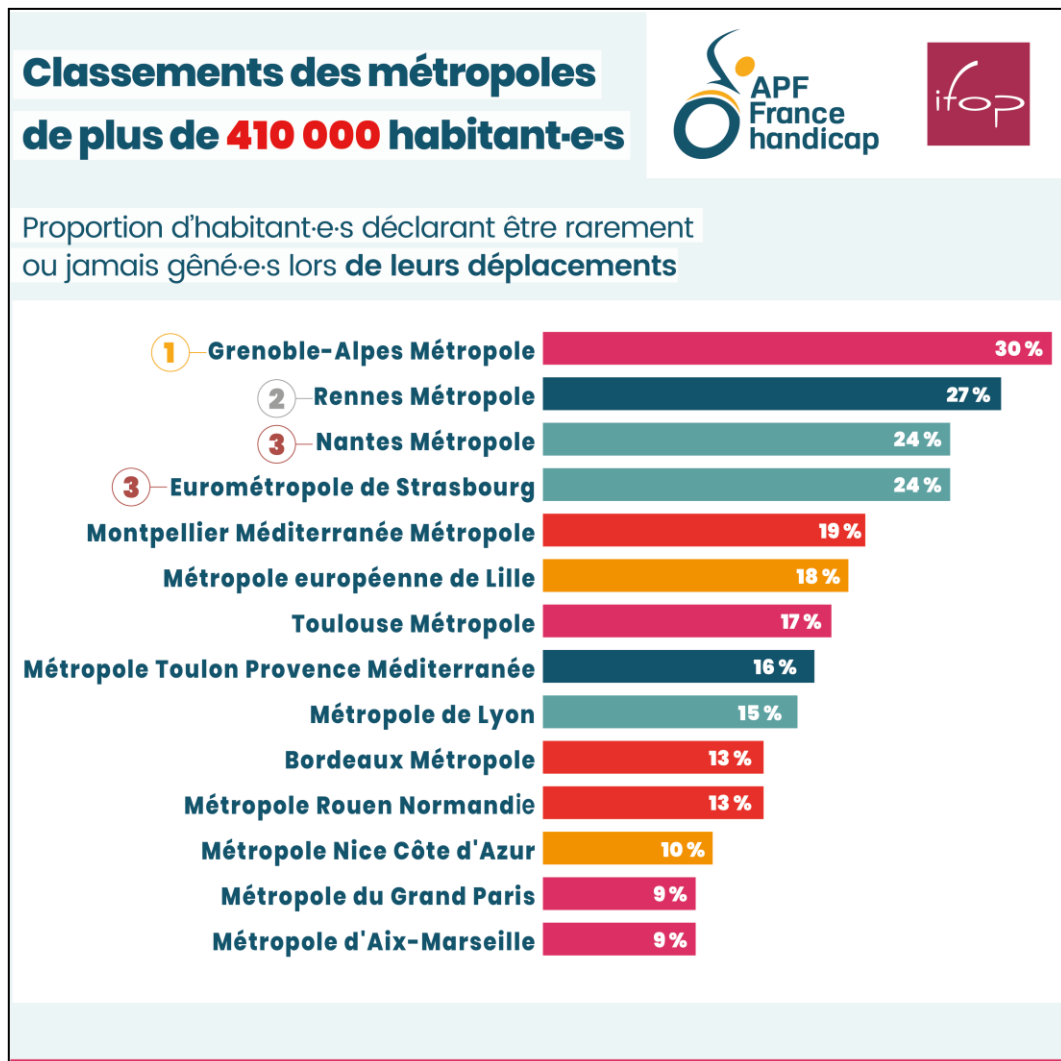 Classements des métropoles
de plus de 410 000 habitant·e·s
APF
France
handicap
ifop
Proportion d'habitant·e·s déclarant être rarement
ou jamais gêné·e·s lors de leurs déplacements
1 Grenoble-Alpes Métropole 30 %
2 Rennes Métropole 27 %
3 Nantes Métropole 24 %
3 Eurométropole de Strasbourg 24 %
Montpellier Méditerranée Métropole 19 %
Métropole européenne de Lille 18 %
Toulouse Métropole 17 %
Métropole Toulon Provence Méditerranée 16 %
Métropole de Lyon 15 %
Bordeaux Métropole 13 %
Métropole Rouen Normandie 13 %
Métropole Nice Côte d'Azur 10 %
Métropole du Grand Paris 9 %
Métropole d'Aix-Marseille 9 %